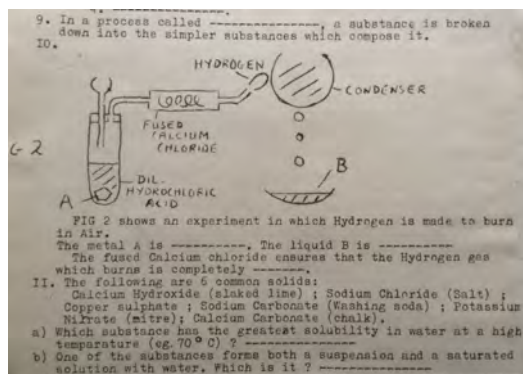 9. In a process called ---------------, a substance is broken
down into the simpler substances which compose it.
10.
HYDROGEN
CONDENSER
FUSED
CALCIUM
CHLORIDE
G 2
B
DIL.
HYDROCHLORIC
ACID
A
FIG 2 shows an experiment in which Hydrogen is made to burn
in Air.
The metal A is ----------. The liquid B is ----------
The fused Calcium chloride ensures that the Hydrogen gas
which burns is completely -------.
II. The following are 6 common solids:
Calcium Hydroxide (slaked lime) ; Sodium Chloride (Salt) ;
Copper sulphate ; Sodium Carbonate (Washing soda) ; Potassium
Nitrate (nitre); Calcium Carbonate (chalk).
a) Which substance has the greatest solubility in water at a high
temparature (eg. 70° C) ? ---------------
b) One of the substances forms both a suspension and a saturated
solution with water. Which is it ? ---------------